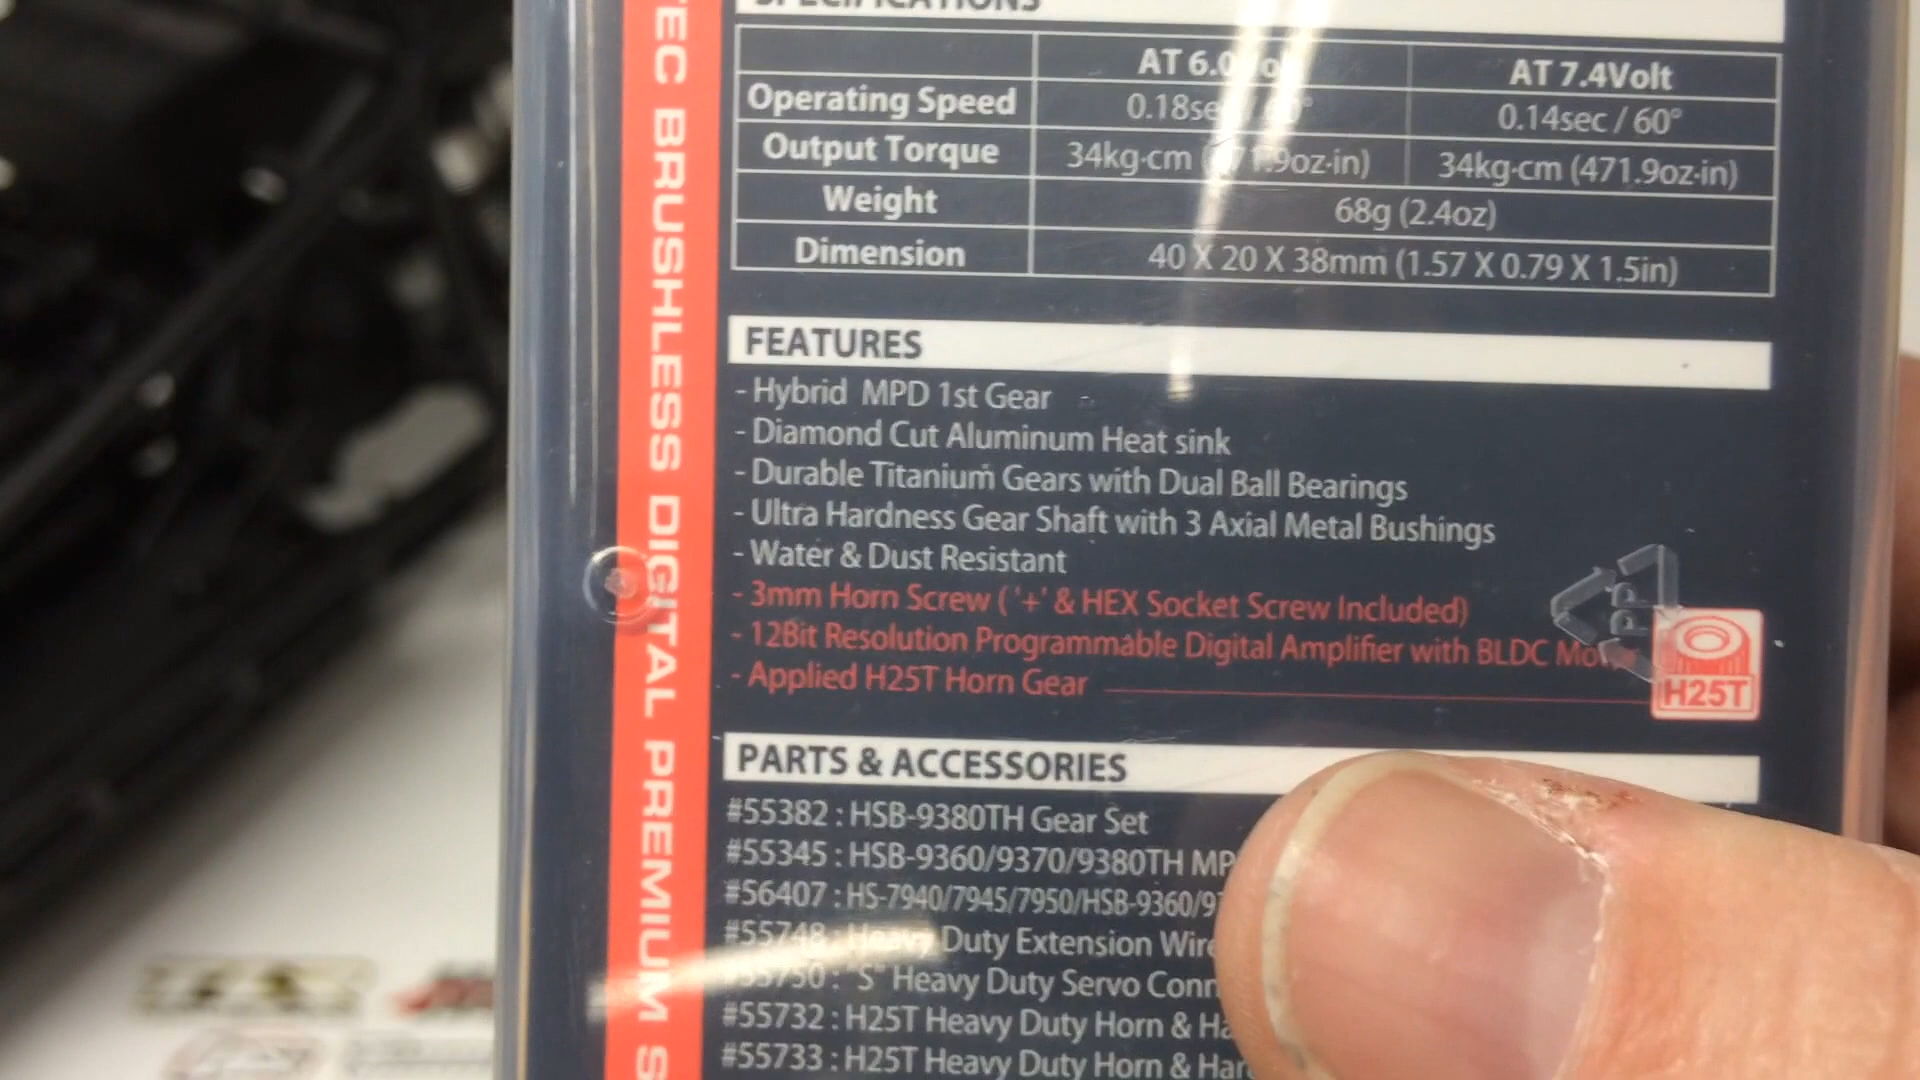 TEC BRUSHLESS DIGITAL PREMIUM S
SPECIFICATIONS
AT 6.0Volt AT 7.4Volt
Operating Speed 0.18sec / 60° 0.14sec / 60°
Output Torque 34kg·cm (471.9oz·in) 34kg·cm (471.9oz·in)
Weight 68g (2.4oz)
Dimension 40 X 20 X 38mm (1.57 X 0.79 X 1.5in)
FEATURES
- Hybrid MPD 1st Gear
- Diamond Cut Aluminum Heat sink
- Durable Titanium Gears with Dual Ball Bearings
- Ultra Hardness Gear Shaft with 3 Axial Metal Bushings
- Water & Dust Resistant
- 3mm Horn Screw ( '+' & HEX Socket Screw Included)
- 12Bit Resolution Programmable Digital Amplifier with BLDC Mo
- Applied H25T Horn Gear
PP
H25T
PARTS & ACCESSORIES
#55382 : HSB-9380TH Gear Set
#55345 : HSB-9360/9370/9380TH MP
#56407 : HS-7940/7945/7950/HSB-9360/9
#55748 : Heavy Duty Extension Wire
#55750 : "S" Heavy Duty Servo Conn
#55732 : H25T Heavy Duty Horn & Ha
#55733 : H25T Heavy Duty Horn & Har